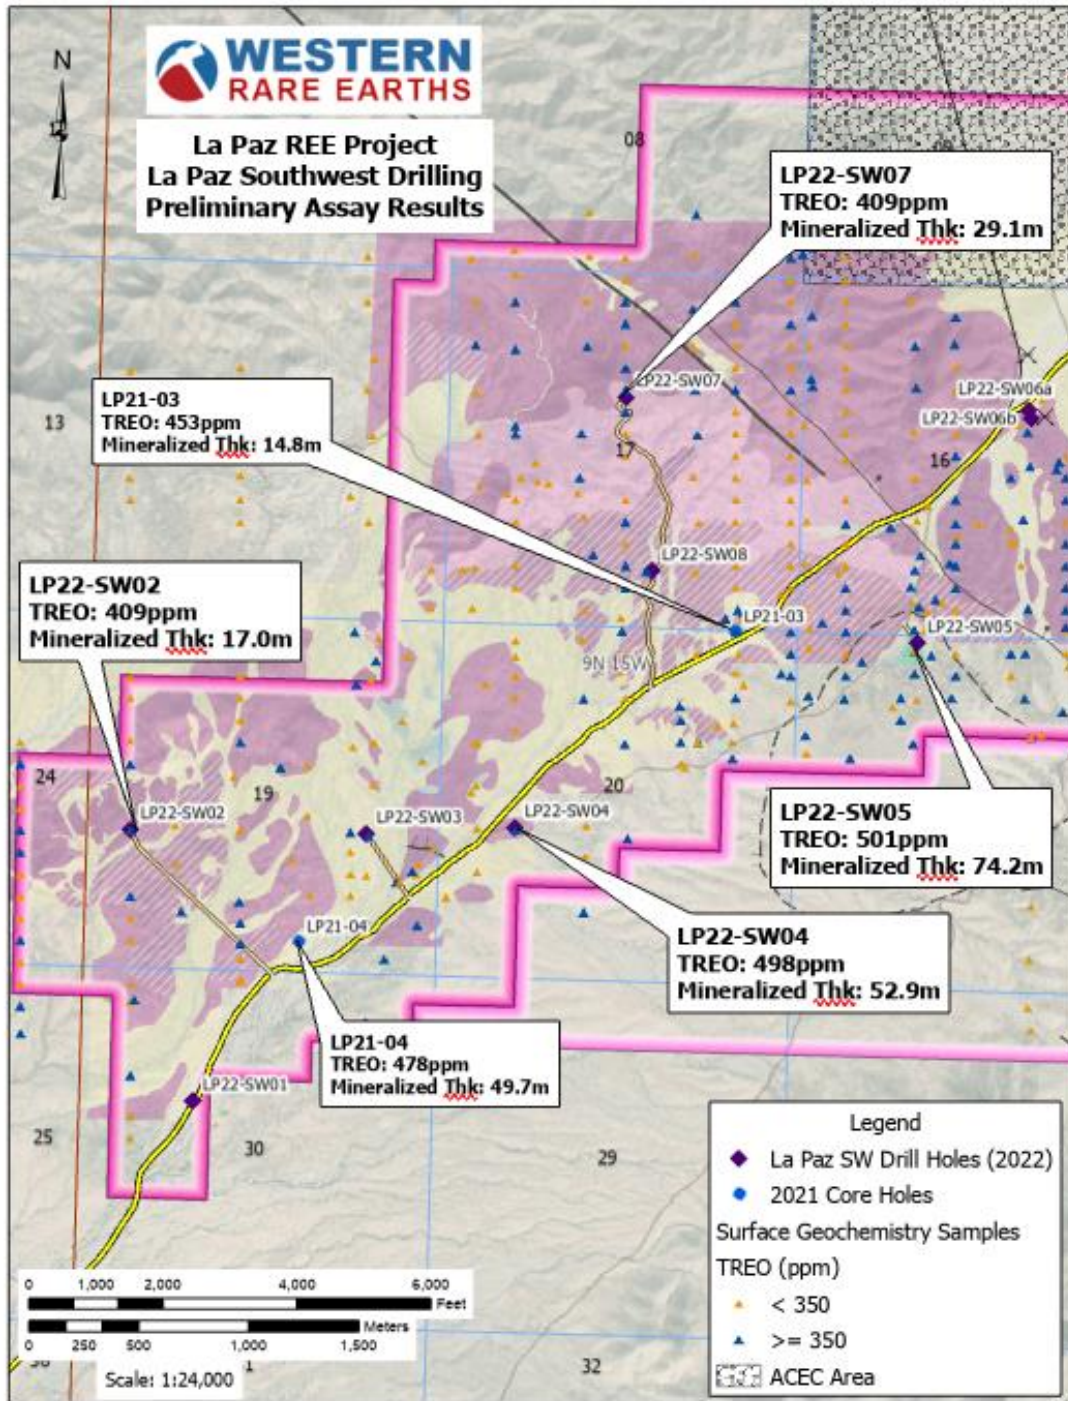 WESTERN
RARE EARTHS
N
La Paz REE Project
La Paz Southwest Drilling
Preliminary Assay Results
08
09
LP22-SW07
TREO: 409ppm
Mineralized Thk: 29.1m
LP22-SW07
LP22-SW06a
LP22-SW06b
LP21-03
TREO: 453ppm
Mineralized Thk: 14.8m
13
17
16
LP22-SW08
LP22-SW02
TREO: 409ppm
Mineralized Thk: 17.0m
LP21-03
LP22-SW05
9N 15W
24
19
20
LP22-SW02
LP22-SW03
LP22-SW04
LP22-SW05
TREO: 501ppm
Mineralized Thk: 74.2m
LP21-04
LP22-SW04
TREO: 498ppm
Mineralized Thk: 52.9m
LP21-04
TREO: 478ppm
Mineralized Thk: 49.7m
LP22-SW01
25
30
29
Legend
La Paz SW Drill Holes (2022)
2021 Core Holes
Surface Geochemistry Samples
TREO (ppm)
< 350
>= 350
ACEC Area
0 1,000 2,000 4,000 6,000
Feet
Meters
0 250 500 1,000 1,500
32
Scale: 1:24,000